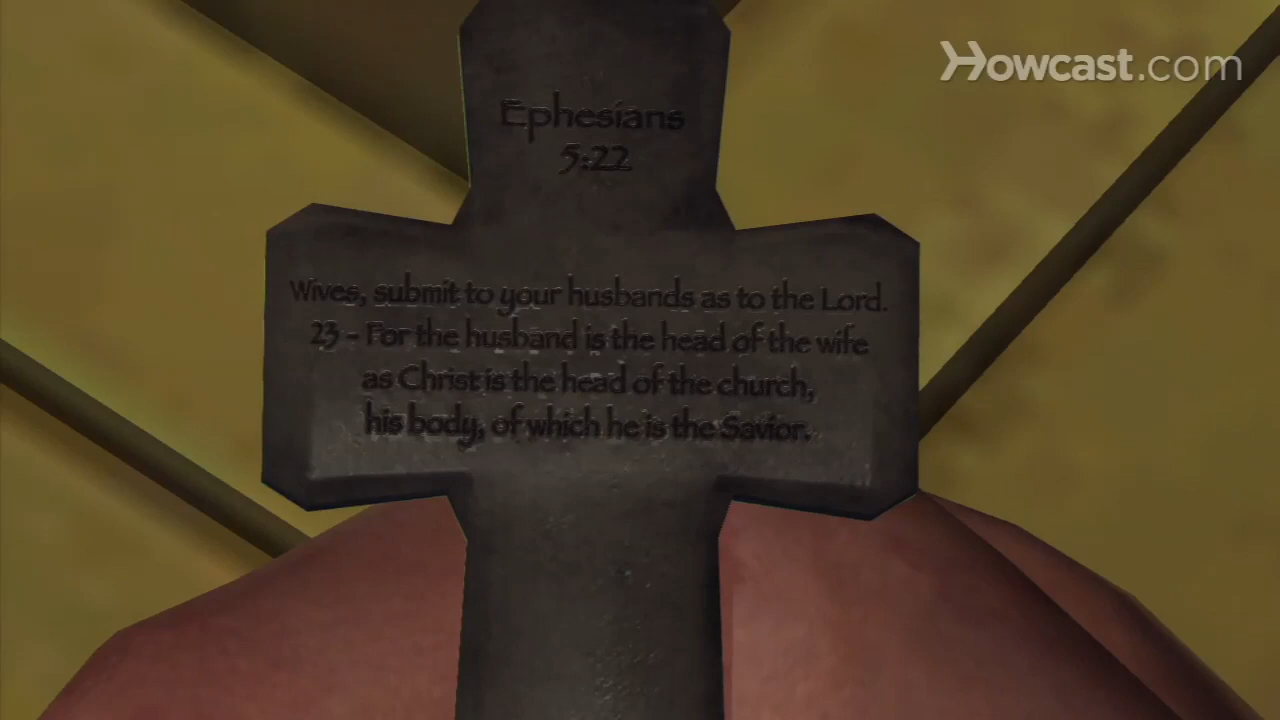 Howcast.com
Ephesians
5:22
Wives, submit to your husbands as to the Lord.
23 - For the husband is the head of the wife
as Christ is the head of the church,
his body, of which he is the Savior.